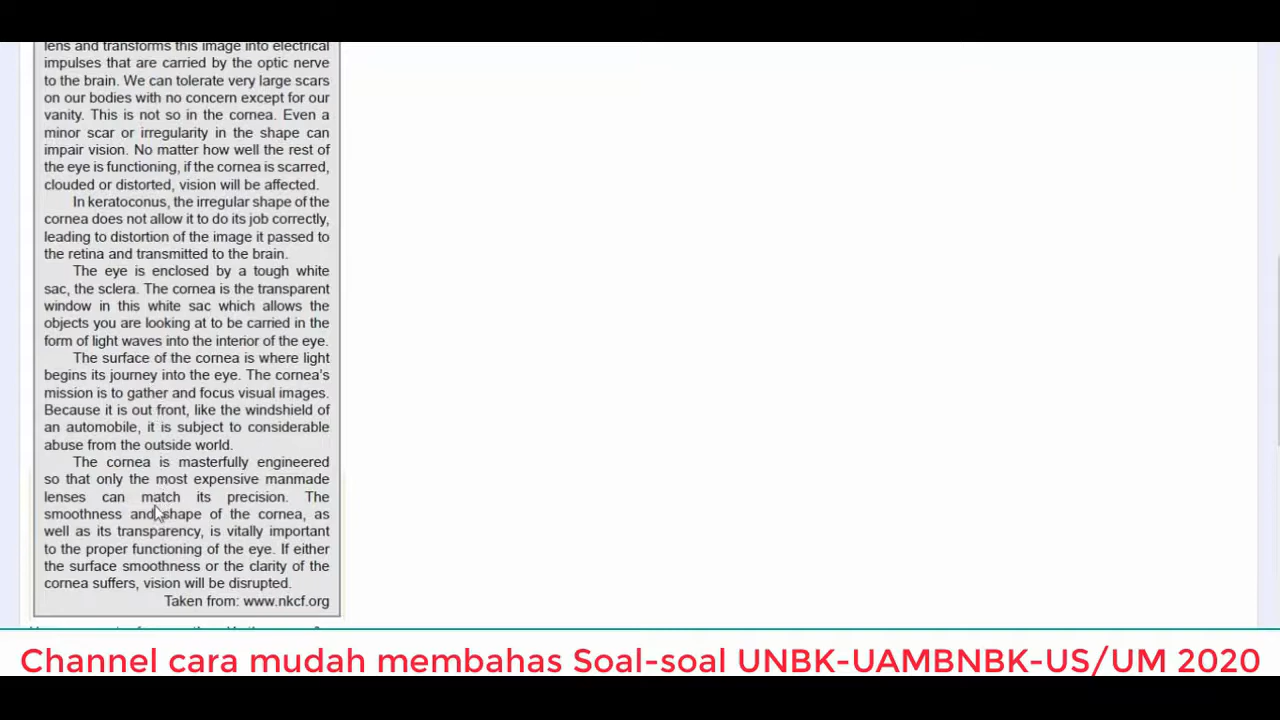 lens and transforms this image into electrical
impulses that are carried by the optic nerve
to the brain. We can tolerate very large scars
on our bodies with no concern except for our
vanity. This is not so in the cornea. Even a
minor scar or irregularity in the shape can
impair vision. No matter how well the rest of
the eye is functioning, if the cornea is scarred,
clouded or distorted, vision will be affected.
In keratoconus, the irregular shape of the
cornea does not allow it to do its job correctly,
leading to distortion of the image it passed to
the retina and transmitted to the brain.
The eye is enclosed by a tough white
sac, the sclera. The cornea is the transparent
window in this white sac which allows the
objects you are looking at to be carried in the
form of light waves into the interior of the eye.
The surface of the cornea is where light
begins its journey into the eye. The cornea's
mission is to gather and focus visual images.
Because it is out front, like the windshield of
an automobile, it is subject to considerable
abuse from the outside world.
The cornea is masterfully engineered
so that only the most expensive manmade
lenses can match its precision. The
smoothness and shape of the cornea, as
well as its transparency, is vitally important
to the proper functioning of the eye. If either
the surface smoothness or the clarity of the
cornea suffers, vision will be disrupted.
Taken from: www.nkcf.org
Channel cara mudah membahas Soal-soal UNBK-UAMBNBK-US/UM 2020